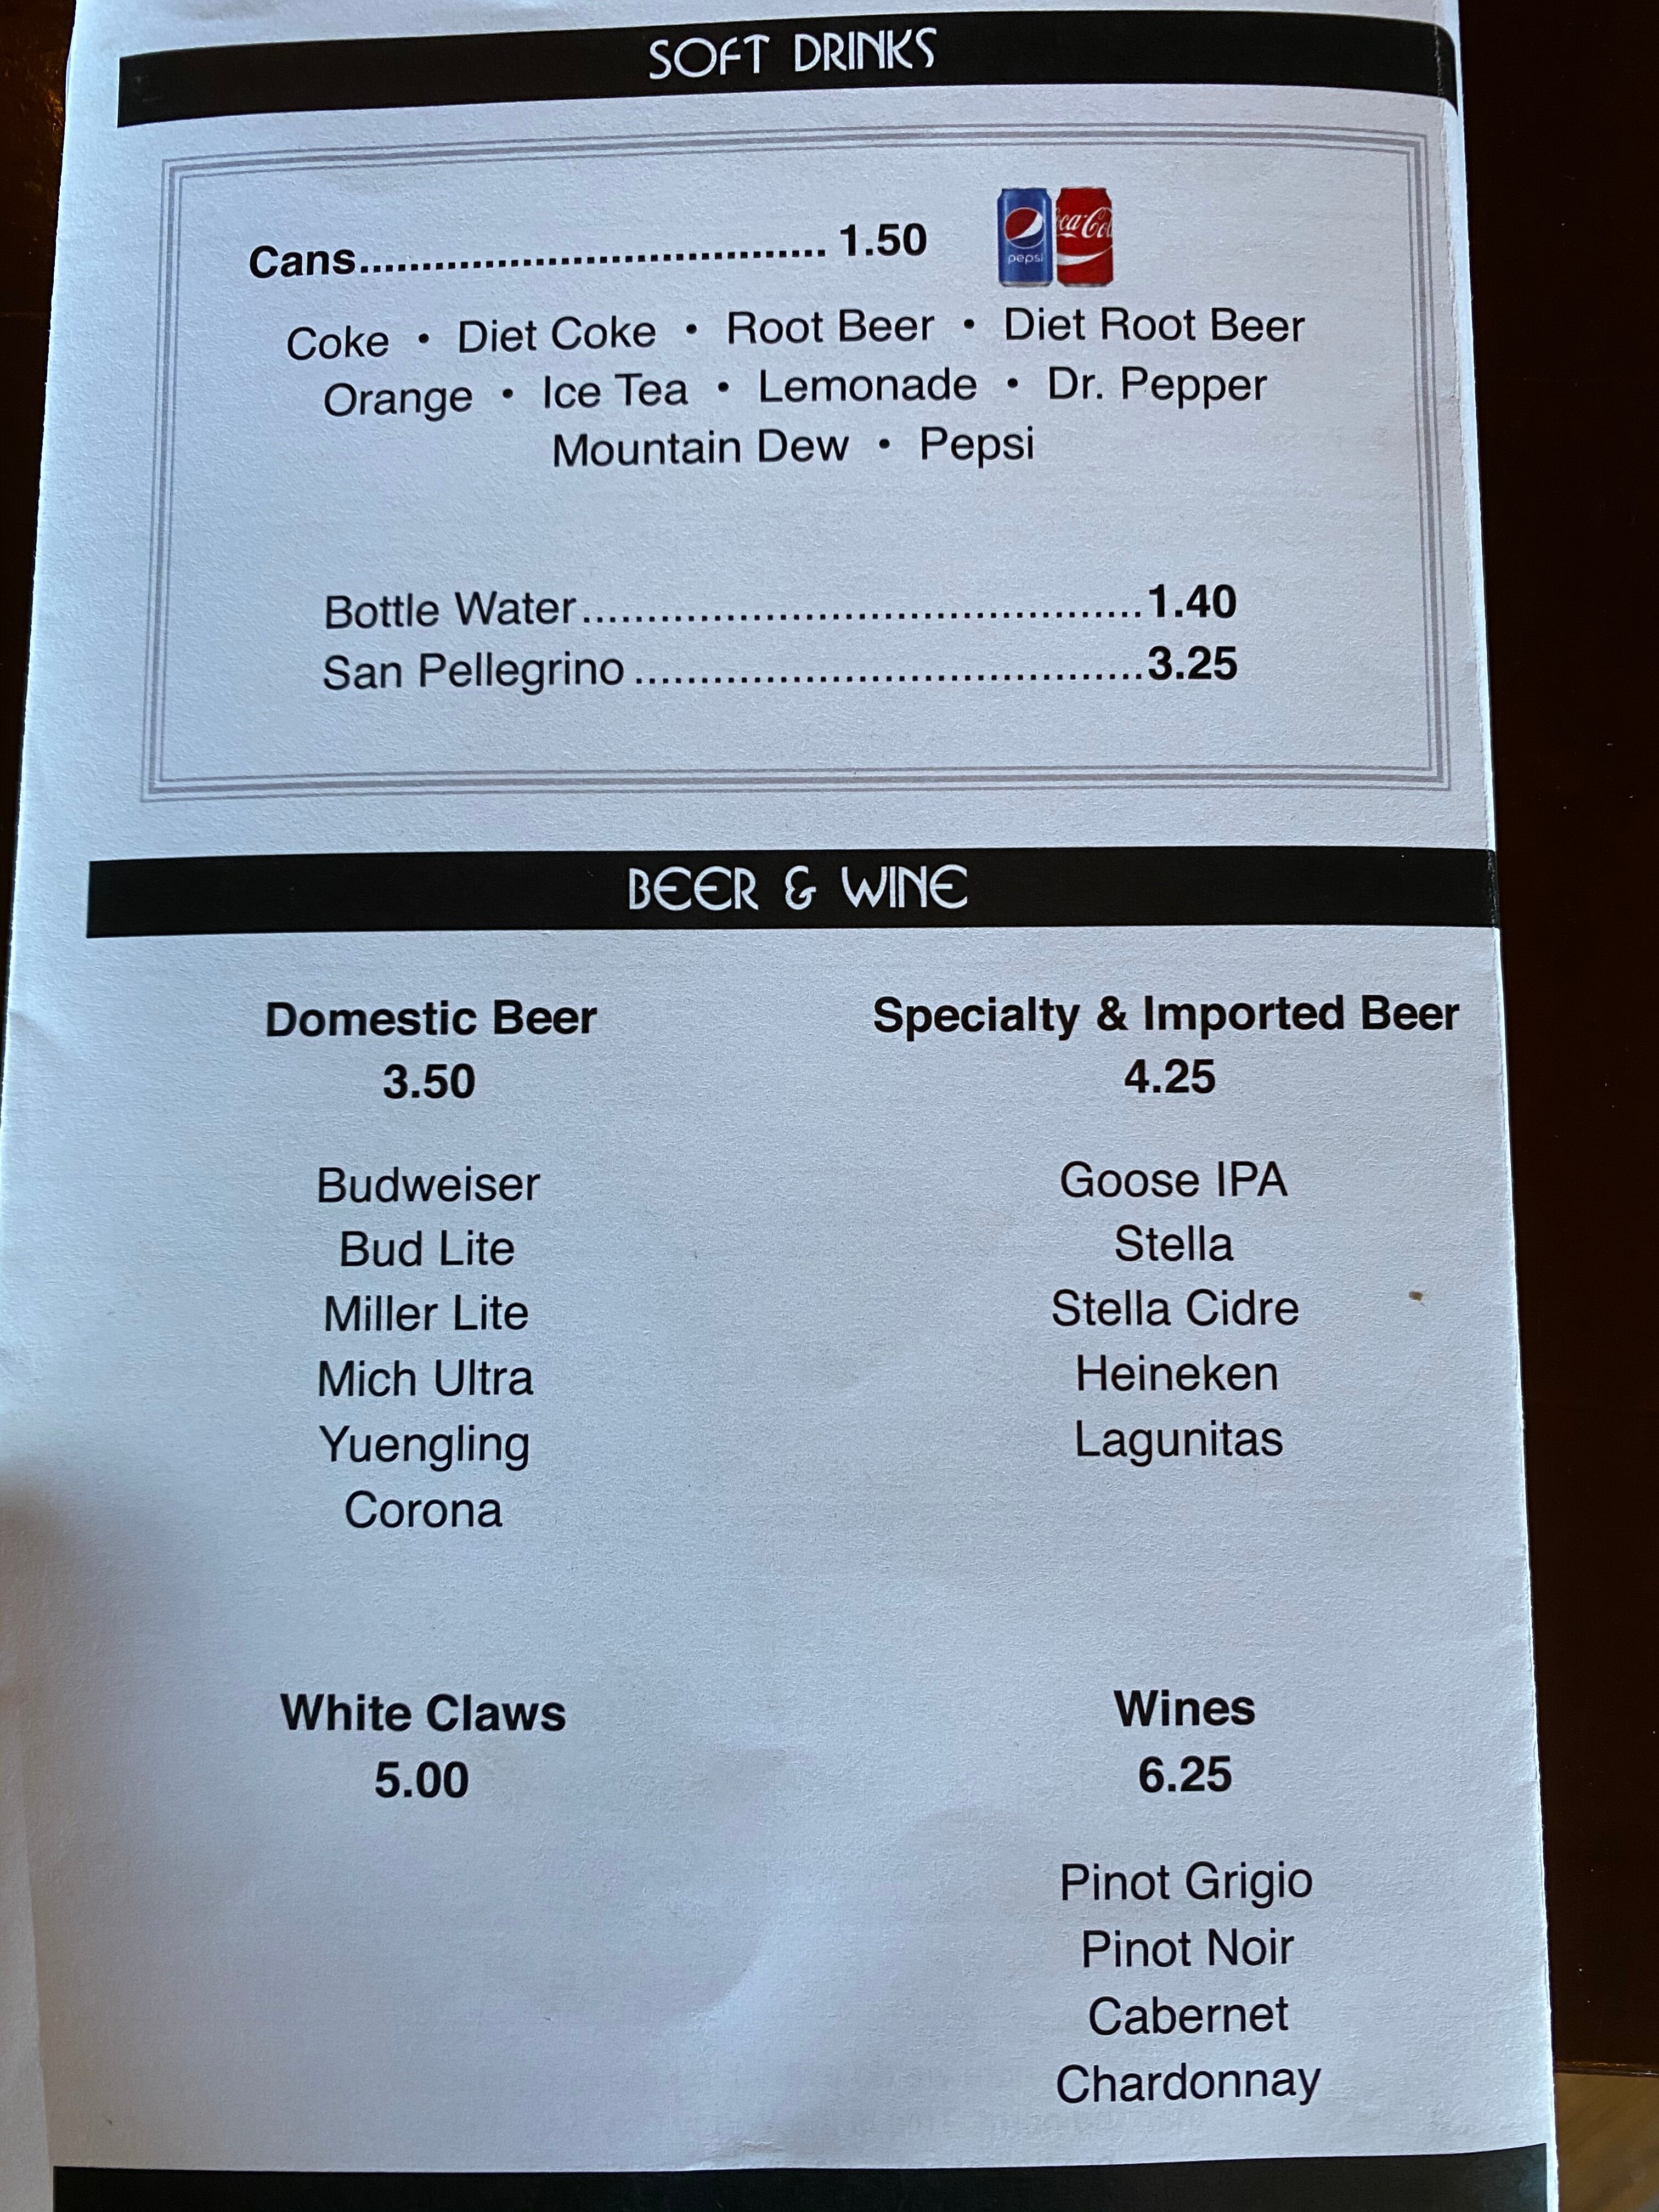 SOFT DRINKS
Cans.................................... 1.50
pepsi
Coke • Diet Coke • Root Beer • Diet Root Beer
Orange • Ice Tea • Lemonade • Dr. Pepper
Mountain Dew • Pepsi
Bottle Water...........................................1.40
San Pellegrino.......................................3.25
BEER & WINE
Domestic Beer
3.50
Budweiser
Bud Lite
Miller Lite
Mich Ultra
Yuengling
Corona
Specialty & Imported Beer
4.25
Goose IPA
Stella
Stella Cidre
Heineken
Lagunitas
White Claws
5.00
Wines
6.25
Pinot Grigio
Pinot Noir
Cabernet
Chardonnay